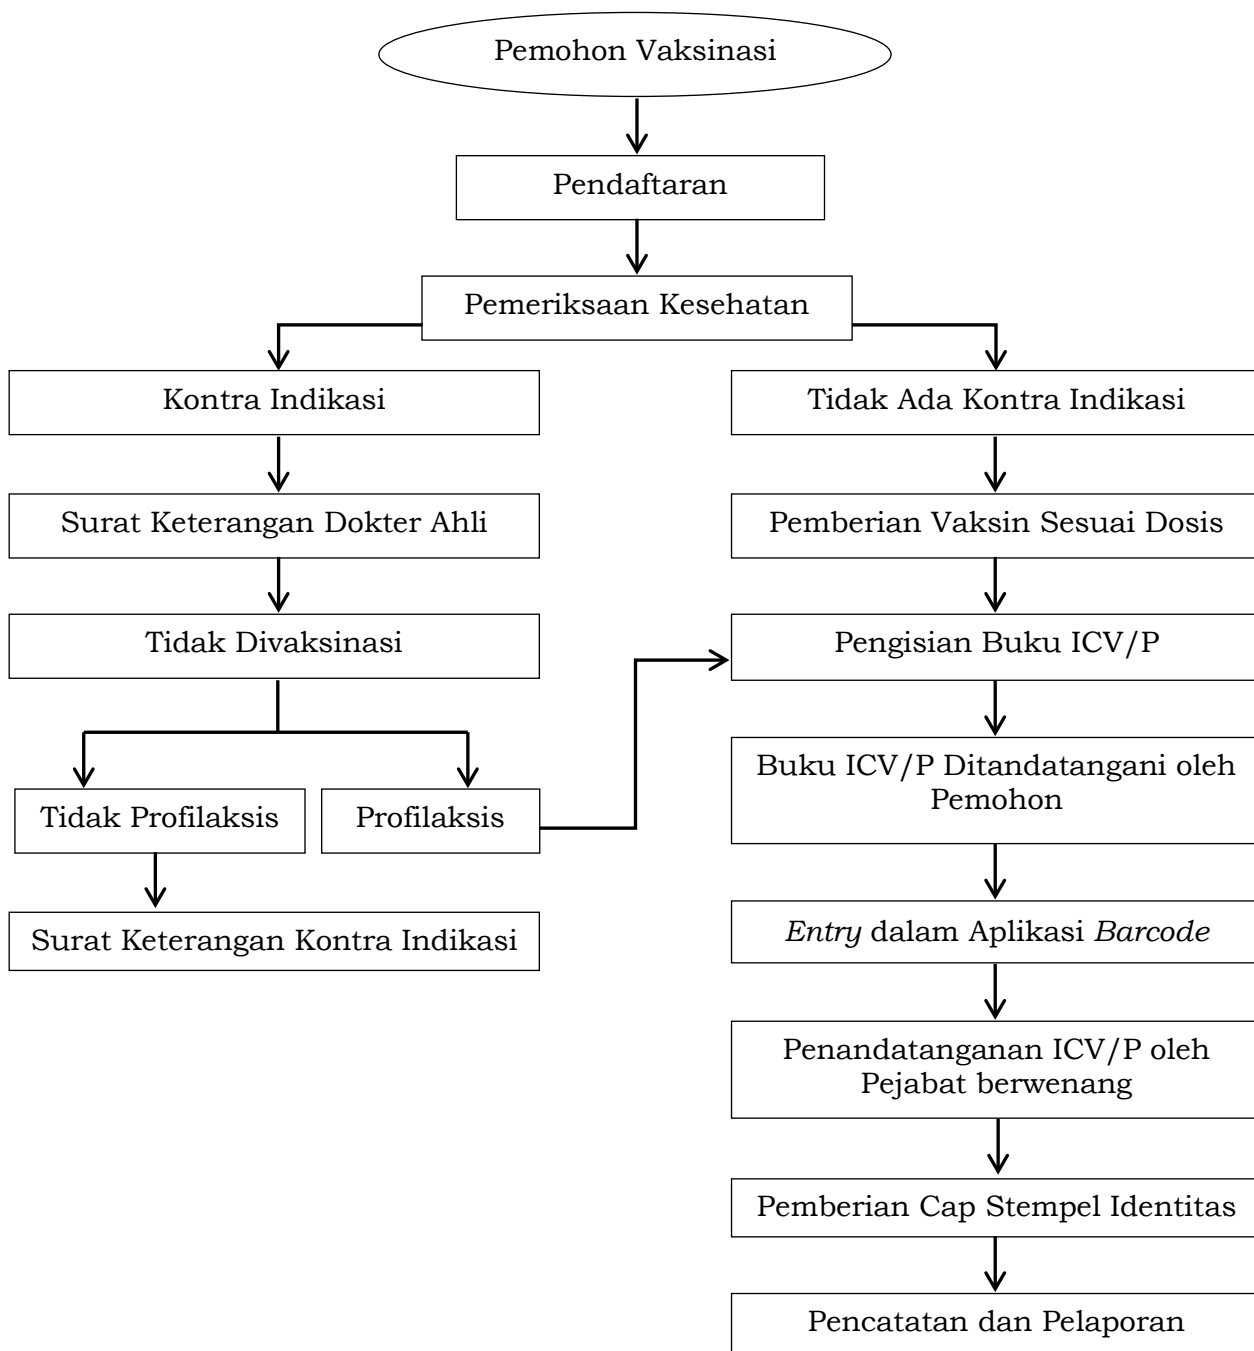 Pemohon Vaksinasi
Pendaftaran
Pemeriksaan Kesehatan
Kontra Indikasi
Tidak Ada Kontra Indikasi
Surat Keterangan Dokter Ahli
Pemberian Vaksin Sesuai Dosis
Tidak Divaksinasi
Pengisian Buku ICV/P
Buku ICV/P Ditandatangani oleh
Pemohon
Tidak Profilaksis
Profilaksis
Surat Keterangan Kontra Indikasi
Entry dalam Aplikasi Barcode
Penandatanganan ICV/P oleh
Pejabat berwenang
Pemberian Cap Stempel Identitas
Pencatatan dan Pelaporan